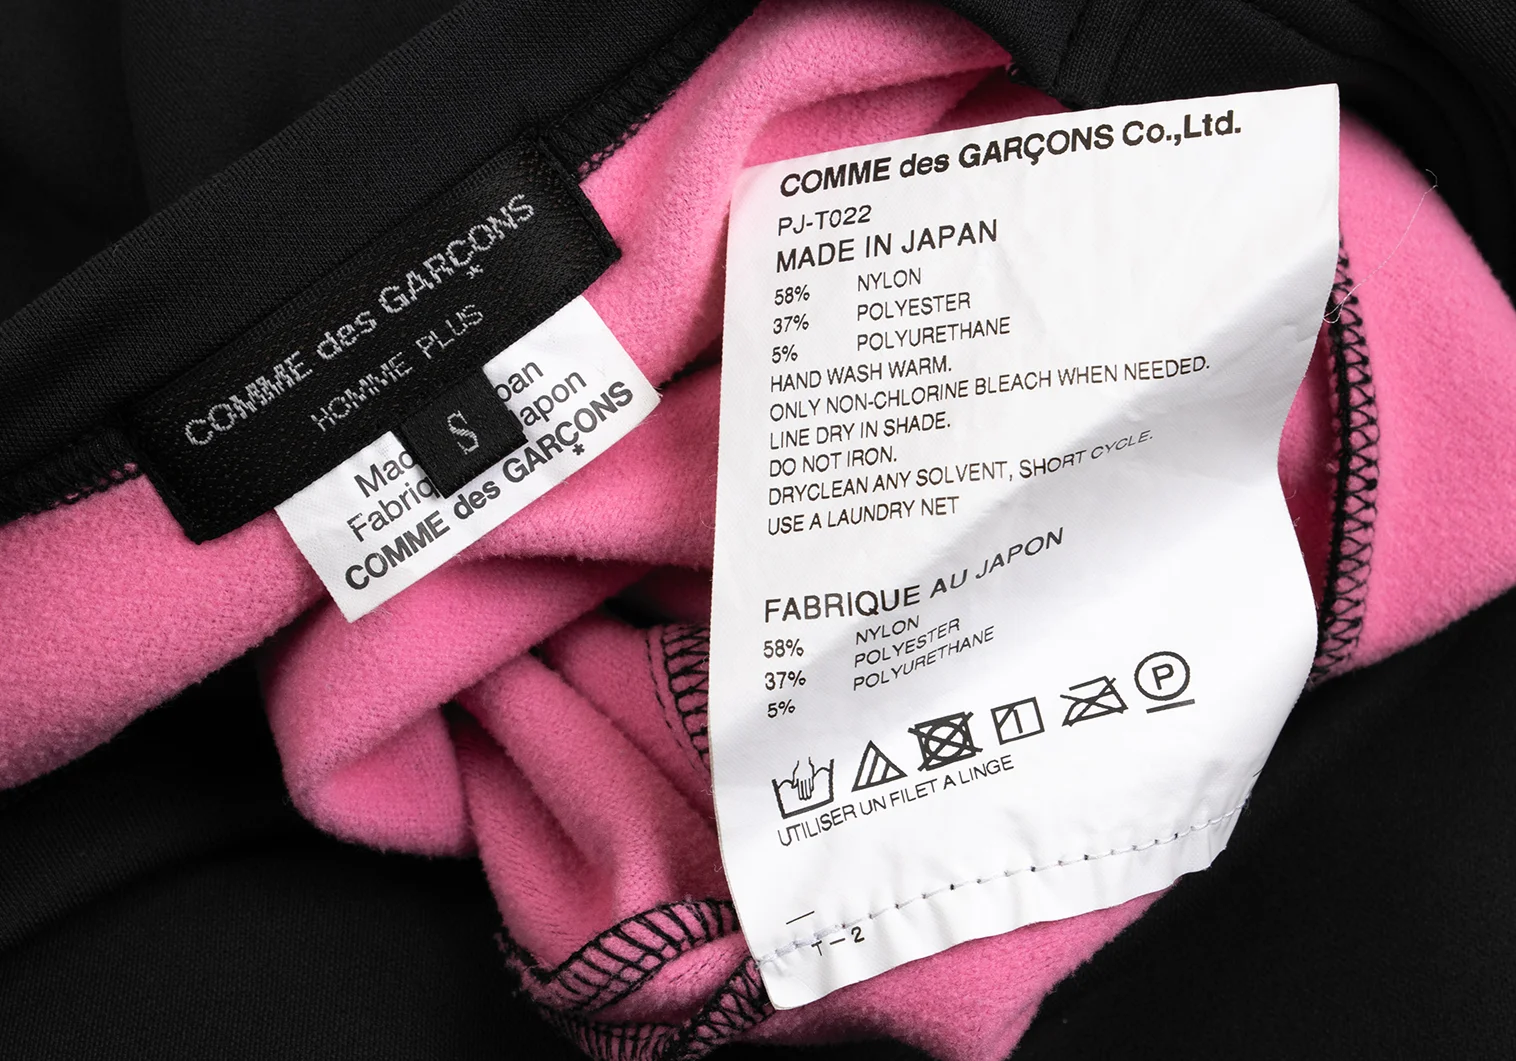 COMME des GARÇONS
HOMME PLUS
S
Japon
COMME des GARÇONS
COMME des GARÇONS Co.,Ltd.
PJ-T022
MADE IN JAPAN
58% NYLON
37% POLYESTER
5% POLYURETHANE
HAND WASH WARM.
ONLY NON-CHLORINE BLEACH WHEN NEEDED.
LINE DRY IN SHADE.
DO NOT IRON.
DRYCLEAN ANY SOLVENT, SHORT CYCLE.
USE A LAUNDRY NET
FABRIQUE AU JAPON
58% NYLON
37% POLYESTER
5% POLYURETHANE
P
UTILISER UN FILET A LINGE
T-2